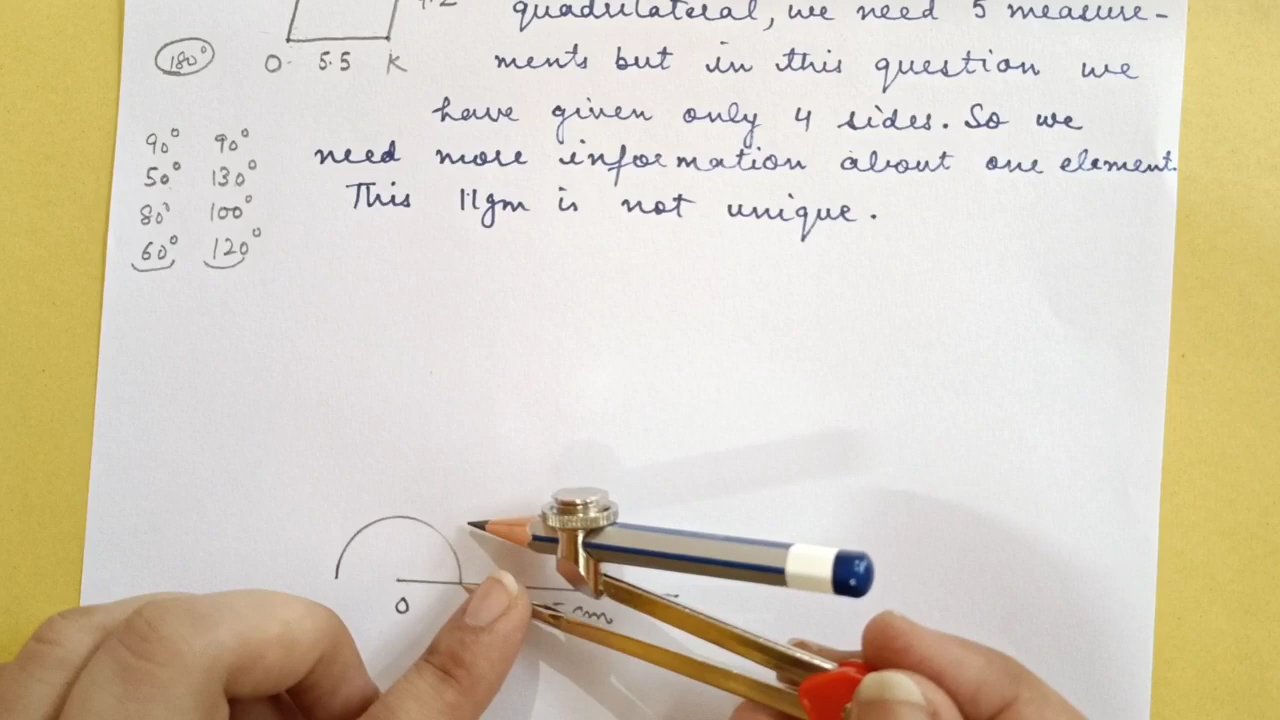 quadrilateral, we need 5 measure-
ments but in this question we
have given only 4 sides. So we
need more information about one element.
This 11gm is not unique.
O 5.5 K
180°
90° 90°
50° 130°
80° 100°
60° 120°
O
cm